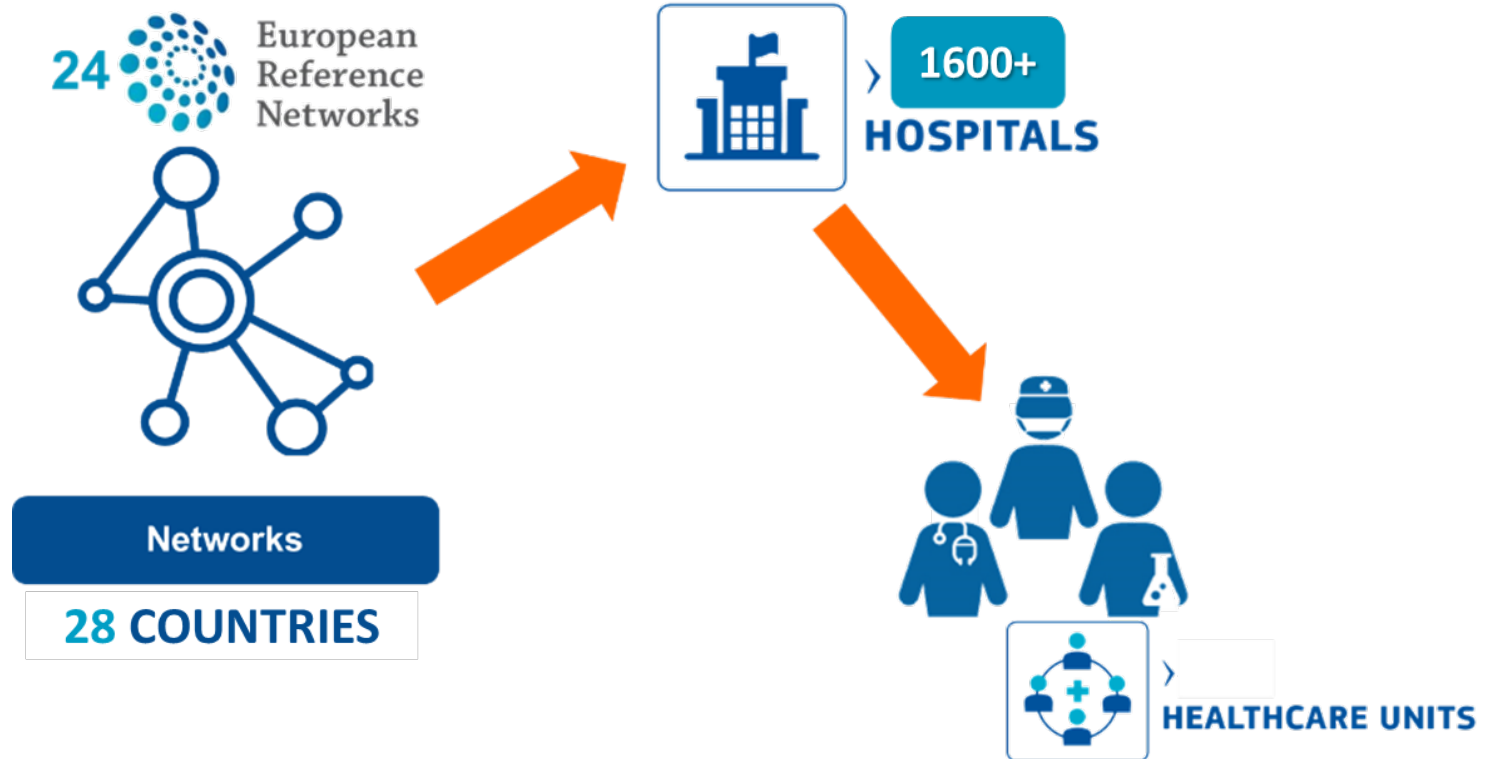 24
European
Reference
Networks
› 1600+
HOSPITALS
Networks
28 COUNTRIES
›
HEALTHCARE UNITS